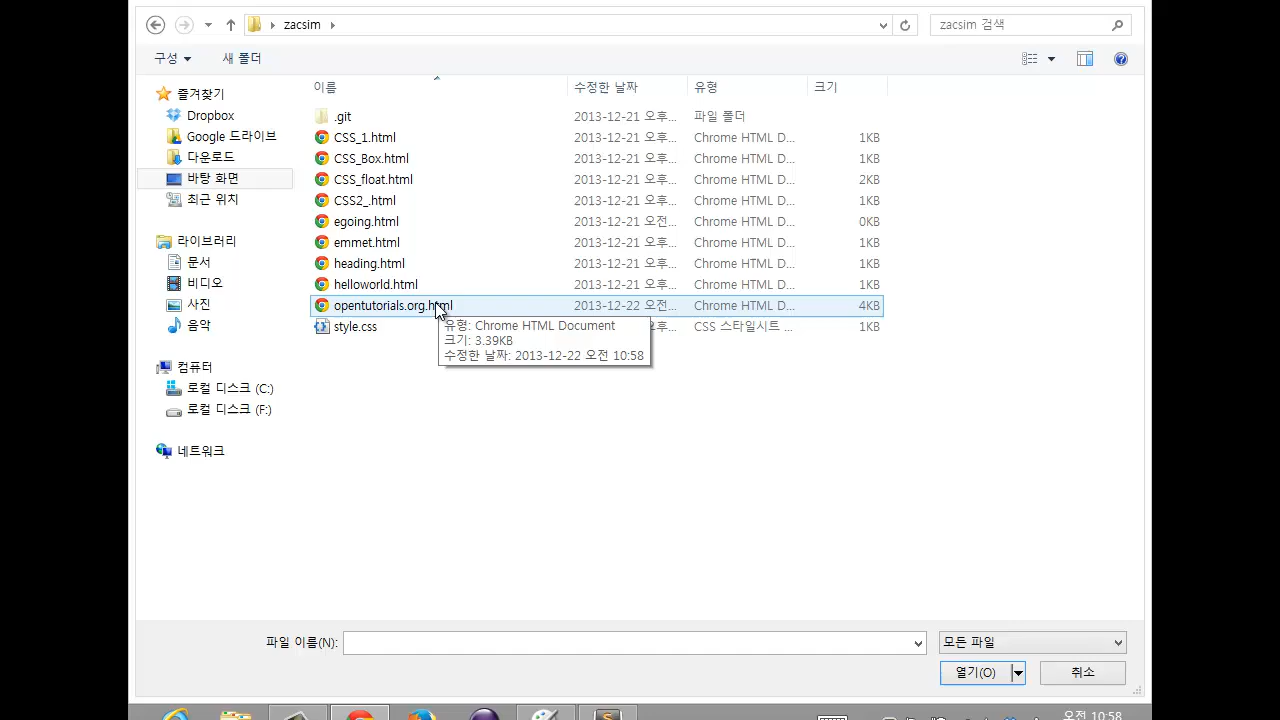 zacsim
zacsim 검색
구성
새 폴더
이름
수정한 날짜
유형
크기
즐겨찾기
Dropbox
Google 드라이브
다운로드
바탕 화면
최근 위치
라이브러리
문서
비디오
사진
음악
컴퓨터
로컬 디스크 (C:)
로컬 디스크 (F:)
네트워크
.git 2013-12-21 오후... 파일 폴더
CSS_1.html 2013-12-21 오후... Chrome HTML D... 1KB
CSS_Box.html 2013-12-21 오후... Chrome HTML D... 1KB
CSS_float.html 2013-12-21 오후... Chrome HTML D... 2KB
CSS2_.html 2013-12-21 오후... Chrome HTML D... 1KB
egoing.html 2013-12-21 오전... Chrome HTML D... 0KB
emmet.html 2013-12-21 오후... Chrome HTML D... 1KB
heading.html 2013-12-21 오후... Chrome HTML D... 1KB
helloworld.html 2013-12-21 오후... Chrome HTML D... 1KB
opentutorials.org.html 2013-12-22 오전... Chrome HTML D... 4KB
style.css 오후... CSS 스타일시트 ... 1KB
유형: Chrome HTML Document
크기: 3.39KB
수정한 날짜: 2013-12-22 오전 10:58
파일 이름(N):
모든 파일
열기(O)
취소
오전 10:58